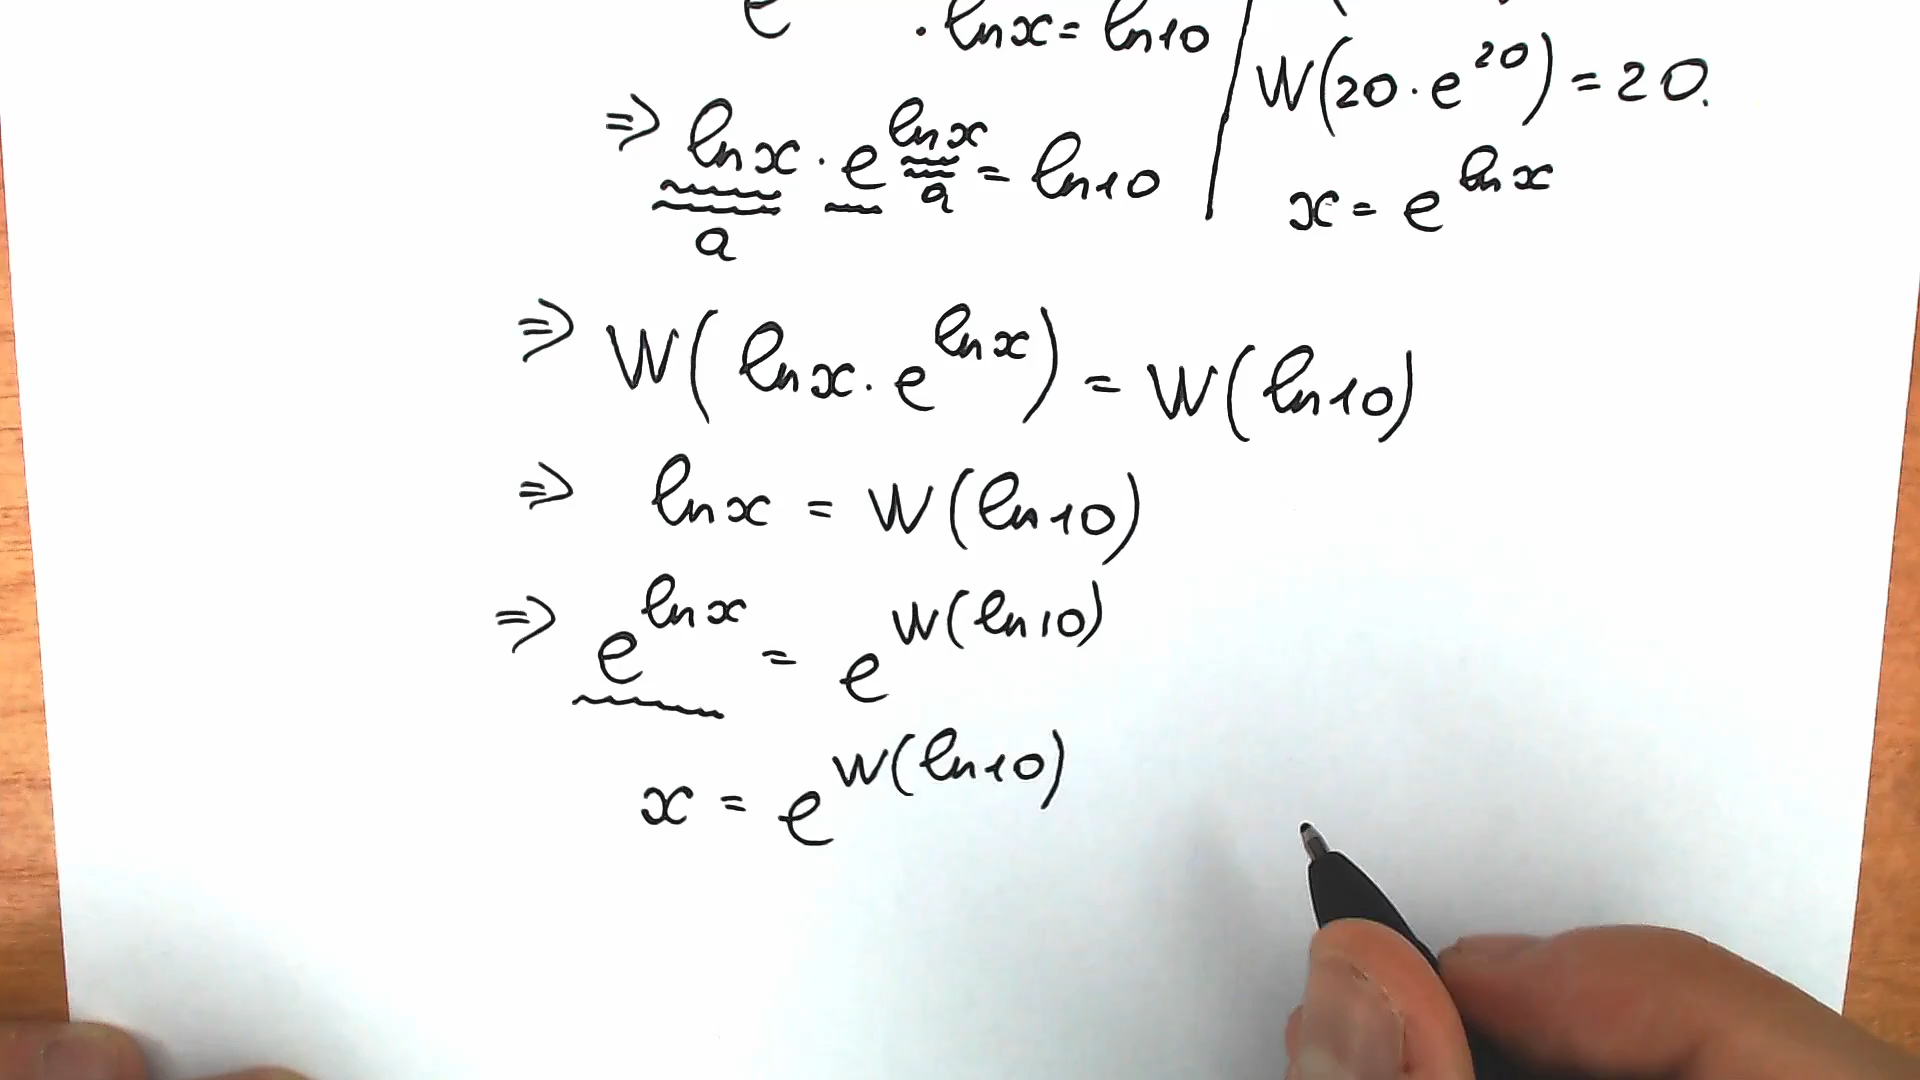 e · ln x = ln 10
W(20 · e^20) = 20.
x = e^ln x
⇒ ln x · e^ln x = ln 10
a a
⇒ W(ln x · e^ln x) = W(ln 10)
⇒ ln x = W(ln 10)
⇒ e^ln x = e^W(ln 10)
x = e^W(ln 10)